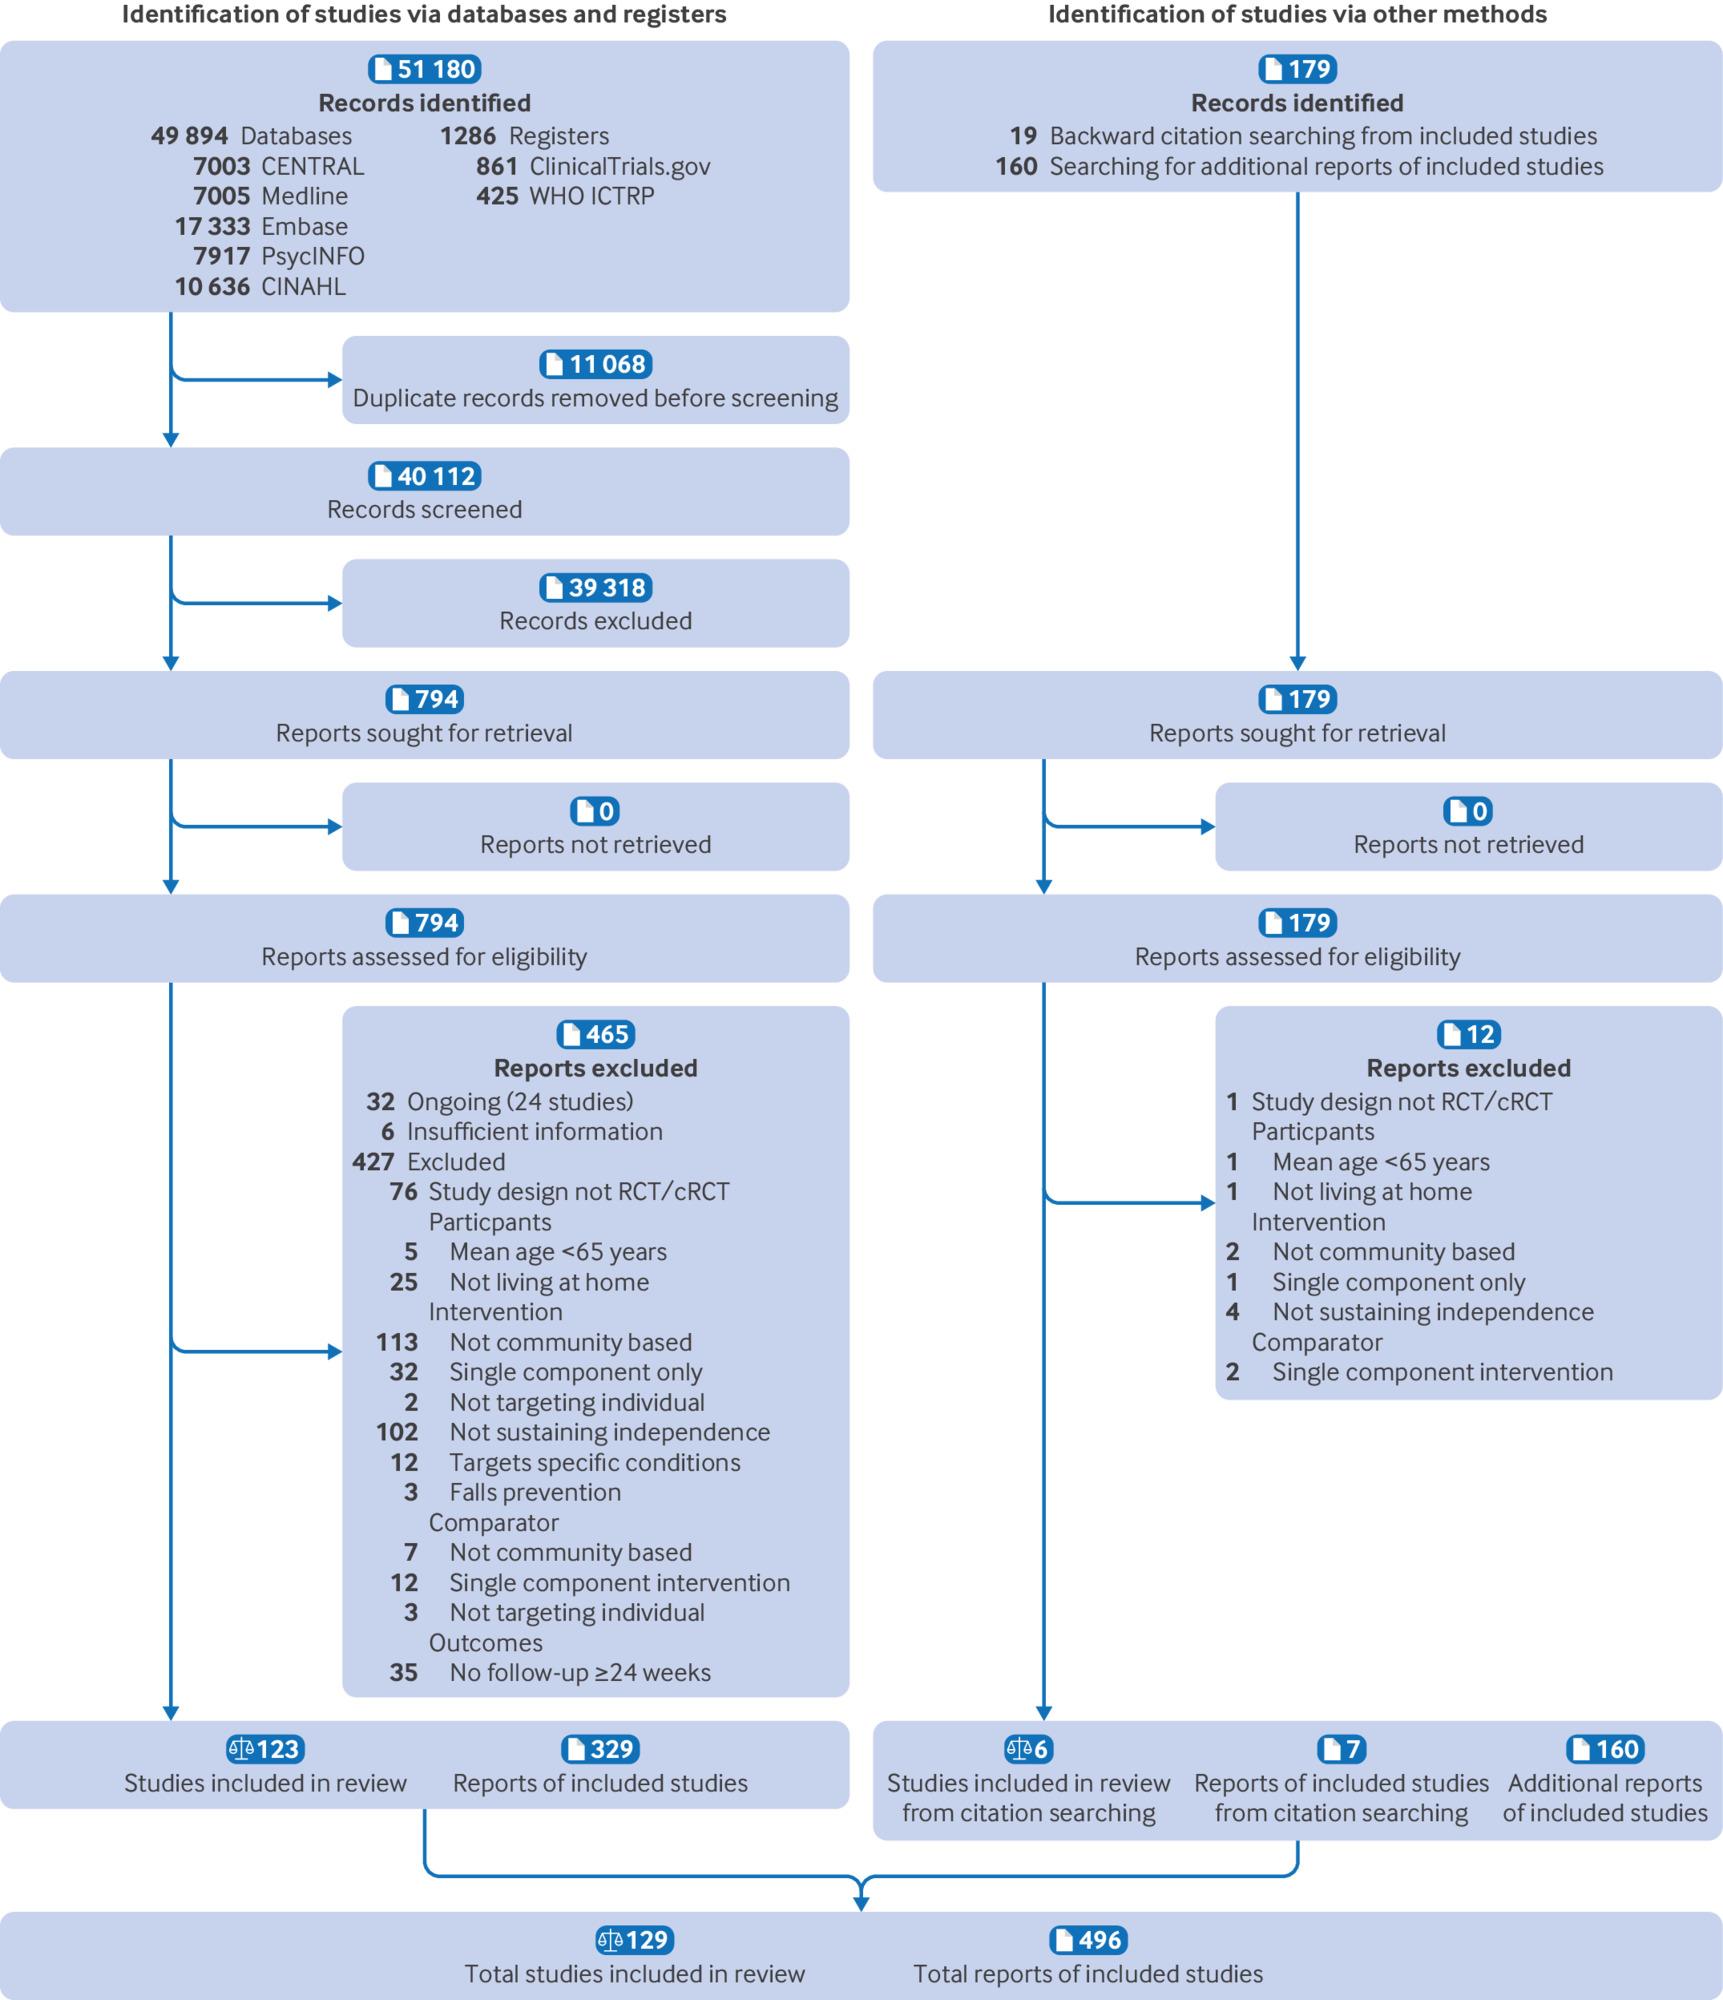 Identification of studies via databases and registers
51 180
Records identified
49 894 Databases
7003 CENTRAL
7005 Medline
17 333 Embase
7917 PsycINFO
10 636 CINAHL
1286 Registers
861 ClinicalTrials.gov
425 WHO ICTRP
11 068
Duplicate records removed before screening
40 112
Records screened
39 318
Records excluded
794
Reports sought for retrieval
0
Reports not retrieved
794
Reports assessed for eligibility
465
Reports excluded
32 Ongoing (24 studies)
6 Insufficient information
427 Excluded
76 Study design not RCT/cRCT
Particpants
5 Mean age <65 years
25 Not living at home
Intervention
113 Not community based
32 Single component only
2 Not targeting individual
102 Not sustaining independence
12 Targets specific conditions
3 Falls prevention
Comparator
7 Not community based
12 Single component intervention
3 Not targeting individual
Outcomes
35 No follow-up ≥24 weeks
123
Studies included in review
329
Reports of included studies
Identification of studies via other methods
179
Records identified
19 Backward citation searching from included studies
160 Searching for additional reports of included studies
179
Reports sought for retrieval
0
Reports not retrieved
179
Reports assessed for eligibility
12
Reports excluded
1 Study design not RCT/cRCT
Particpants
1 Mean age <65 years
1 Not living at home
Intervention
2 Not community based
1 Single component only
4 Not sustaining independence
Comparator
2 Single component intervention
6
Studies included in review
from citation searching
7
Reports of included studies
from citation searching
160
Additional reports
of included studies
129
Total studies included in review
496
Total reports of included studies